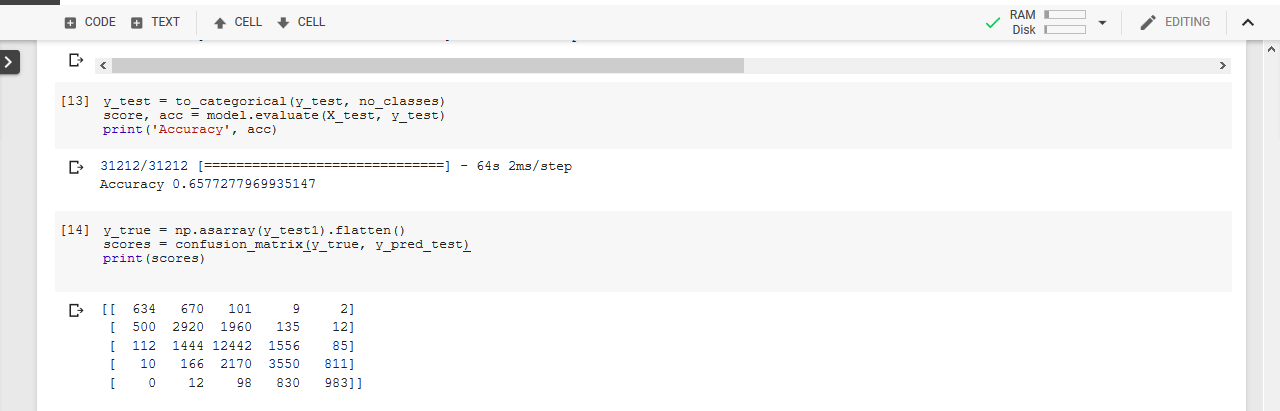 CODE TEXT CELL CELL RAM Disk EDITING
[13] y_test = to_categorical(y_test, no_classes)
score, acc = model.evaluate(X_test, y_test)
print('Accuracy', acc)
31212/31212 [==============================] - 64s 2ms/step
Accuracy 0.6577277969935147
[14] y_true = np.asarray(y_test1).flatten()
scores = confusion_matrix(y_true, y_pred_test)
print(scores)
[[ 634 670 101 9 2]
[ 500 2920 1960 135 12]
[ 112 1444 12442 1556 85]
[ 10 166 2170 3550 811]
[ 0 12 98 830 983]]